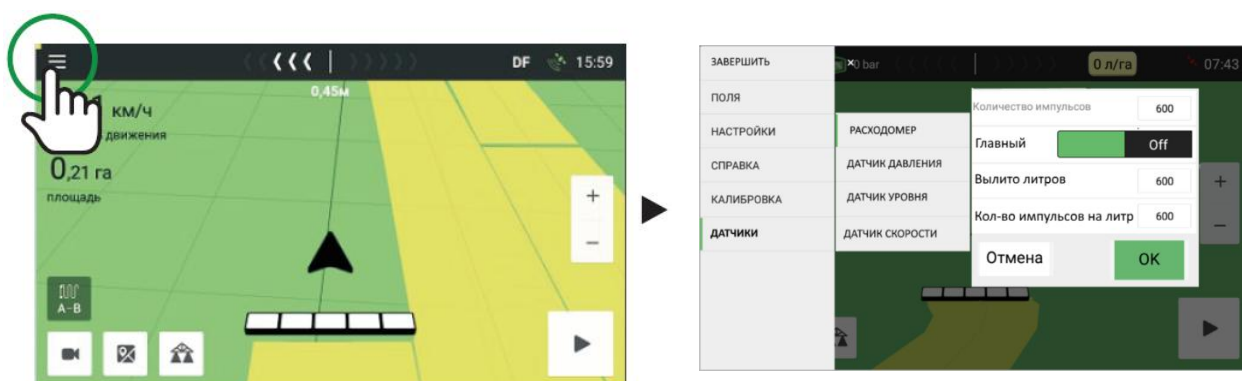 DF 15:59
0,45м
км/ч
движения
0,21 га
площадь
+
−
A-B
ЗАВЕРШИТЬ
ПОЛЯ
НАСТРОЙКИ
СПРАВКА
КАЛИБРОВКА
ДАТЧИКИ
0 bar 0 л/га 07:43
РАСХОДОМЕР
ДАТЧИК ДАВЛЕНИЯ
ДАТЧИК УРОВНЯ
ДАТЧИК СКОРОСТИ
Количество импульсов 600
Главный Off
Вылито литров 600
Кол-во импульсов на литр 600
Отмена OK
+
−